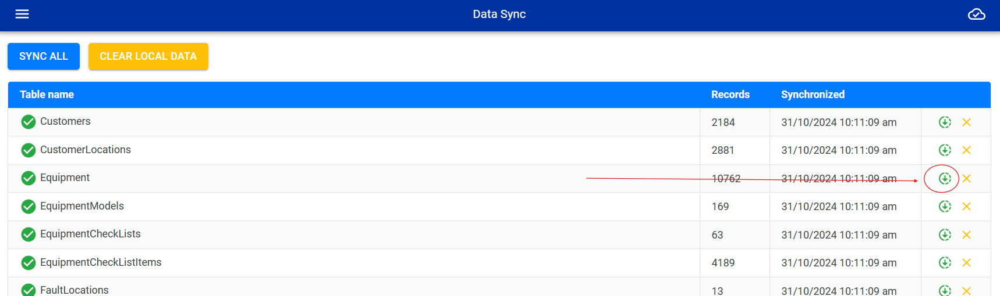 Data Sync
SYNC ALL CLEAR LOCAL DATA
Table name Records Synchronized
Customers 2184 31/10/2024 10:11:09 am
CustomerLocations 2881 31/10/2024 10:11:09 am
Equipment 10762 31/10/2024 10:11:09 am
EquipmentModels 169 31/10/2024 10:11:09 am
EquipmentCheckLists 63 31/10/2024 10:11:09 am
EquipmentCheckListItems 4189 31/10/2024 10:11:09 am
FaultLocations 13 31/10/2024 10:11:09 am